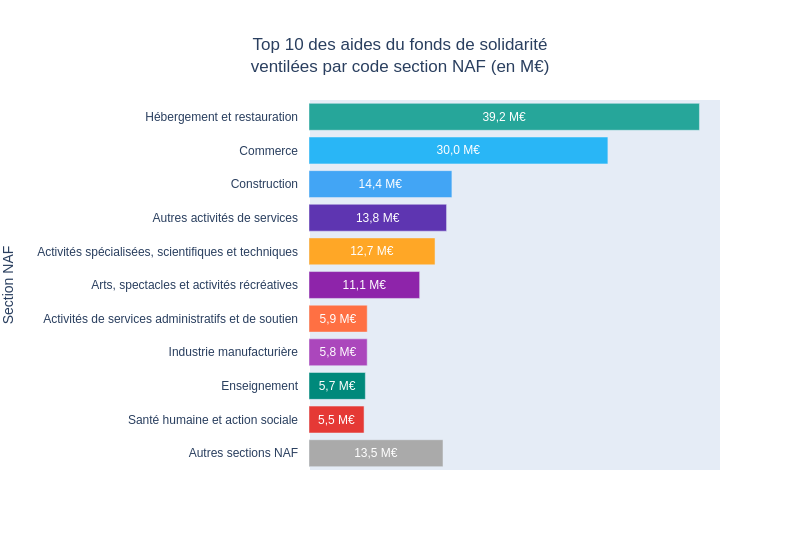 Top 10 des aides du fonds de solidarité
ventilées par code section NAF (en M€)
Section NAF
Hébergement et restauration 39,2 M€
Commerce 30,0 M€
Construction 14,4 M€
Autres activités de services 13,8 M€
Activités spécialisées, scientifiques et techniques 12,7 M€
Arts, spectacles et activités récréatives 11,1 M€
Activités de services administratifs et de soutien 5,9 M€
Industrie manufacturière 5,8 M€
Enseignement 5,7 M€
Santé humaine et action sociale 5,5 M€
Autres sections NAF 13,5 M€